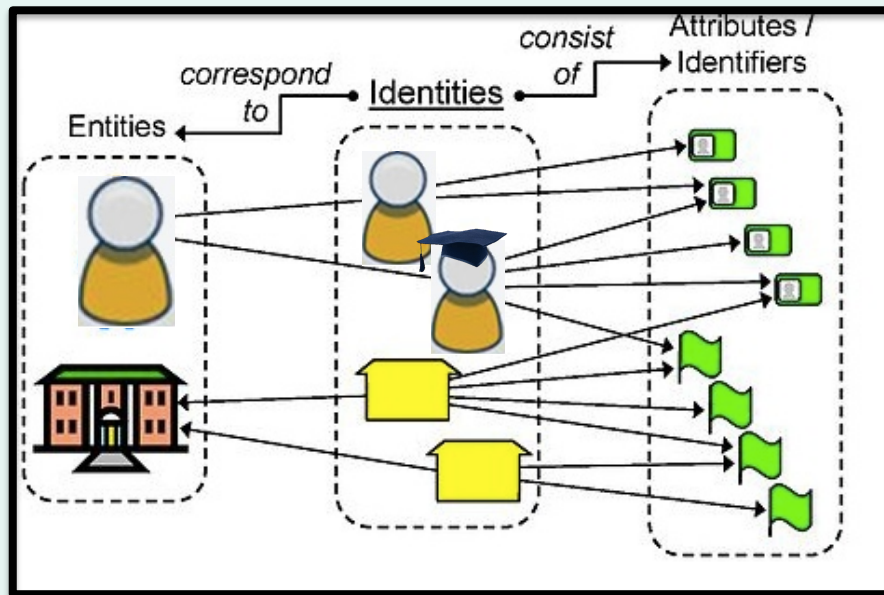 Entities
correspond
to
Identities
consist
of
Attributes /
Identifiers